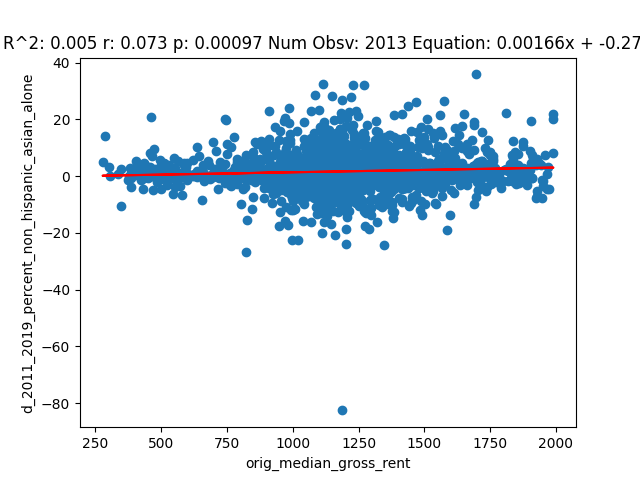 R^2: 0.005 r: 0.073 p: 0.00097 Num Obsv: 2013 Equation: 0.00166x + -0.27
d_2011_2019_percent_non_hispanic_asian_alone
40
20
0
−20
−40
−60
−80
250 500 750 1000 1250 1500 1750 2000
orig_median_gross_rent